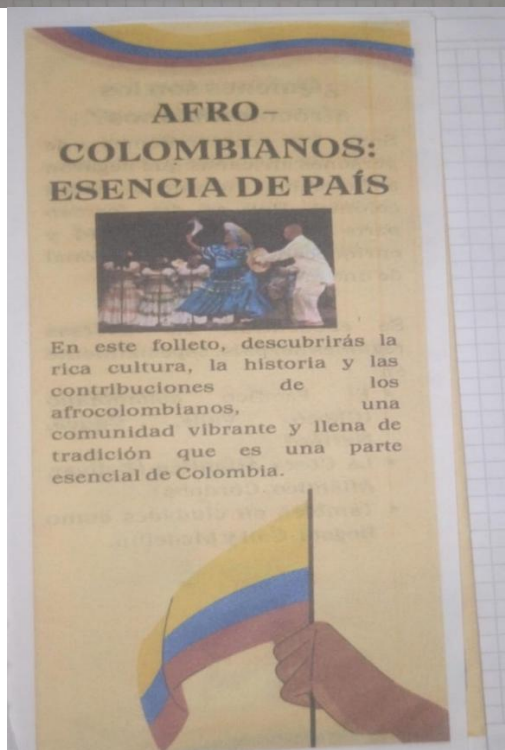 AFRO-
COLOMBIANOS:
ESENCIA DE PAÍS
En este folleto, descubrirás la
rica cultura, la historia y las
contribuciones de los
afrocolombianos, una
comunidad vibrante y llena de
tradición que es una parte
esencial de Colombia.